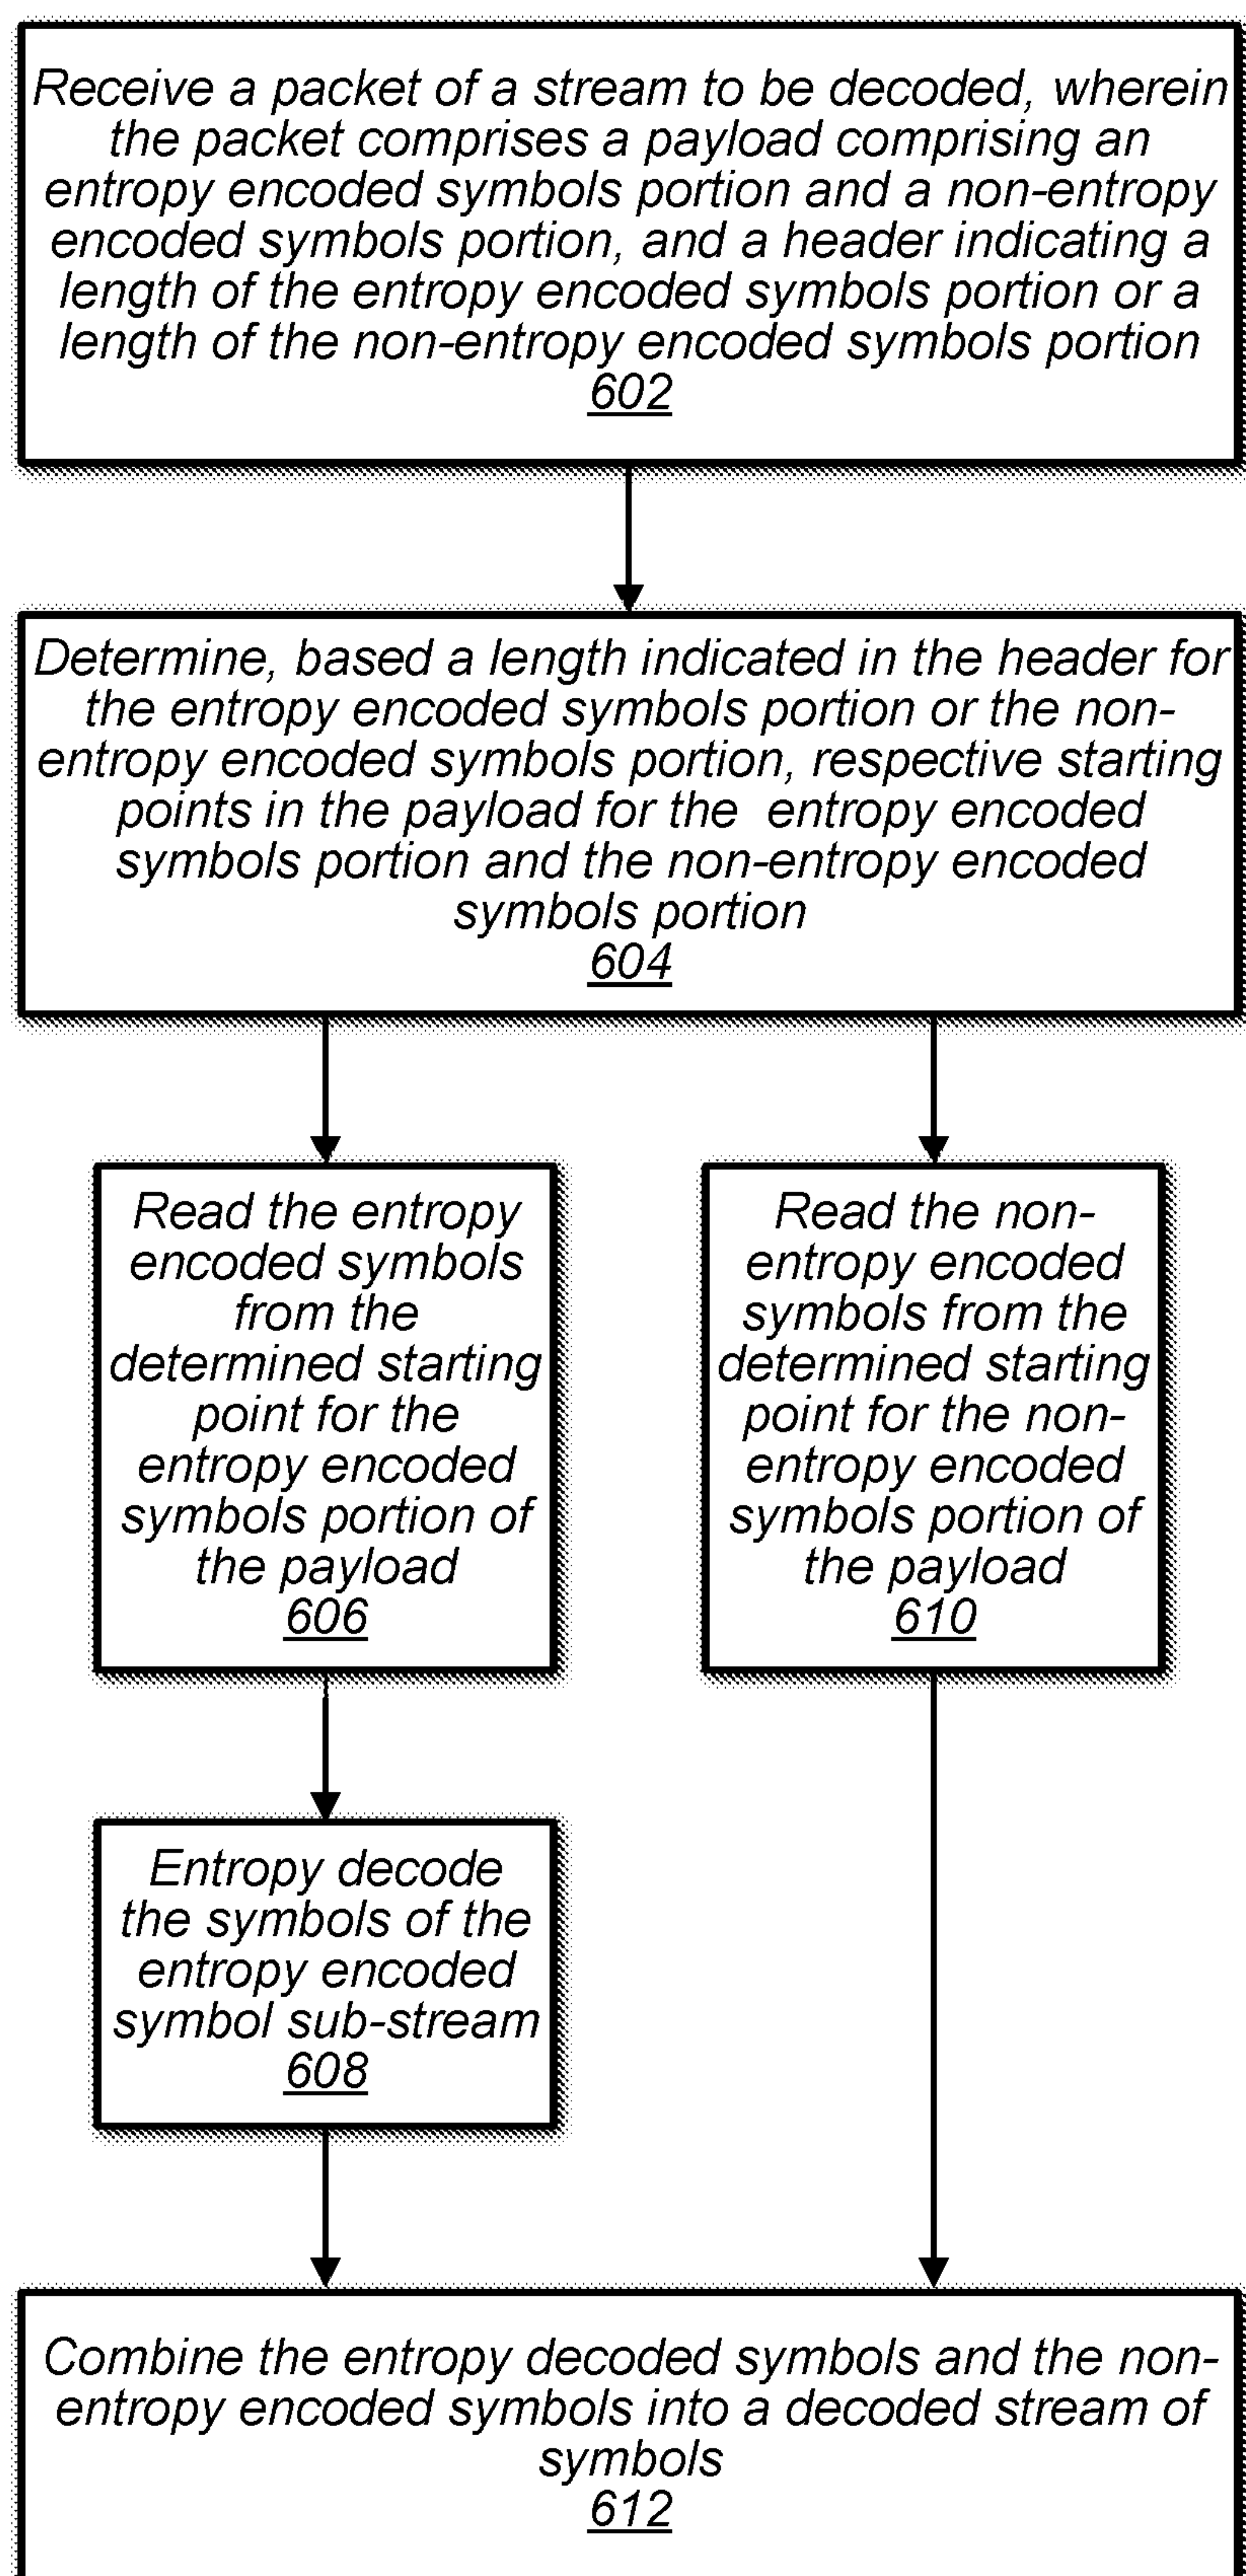 Receive a packet of a stream to be decoded, wherein
the packet comprises a payload comprising an
entropy encoded symbols portion and a non-entropy
encoded symbols portion, and a header indicating a
length of the entropy encoded symbols portion or a
length of the non-entropy encoded symbols portion
602
Determine, based a length indicated in the header for
the entropy encoded symbols portion or the non-
entropy encoded symbols portion, respective starting
points in the payload for the  entropy encoded
symbols portion and the non-entropy encoded
symbols portion
604
Read the entropy
encoded symbols
from the
determined starting
point for the
entropy encoded
symbols portion of
the payload
606
Read the non-
entropy encoded
symbols from the
determined starting
point for the non-
entropy encoded
symbols portion of
the payload
610
Entropy decode
the symbols of the
entropy encoded
symbol sub-stream
608
Combine the entropy decoded symbols and the non-
entropy encoded symbols into a decoded stream of
symbols
612